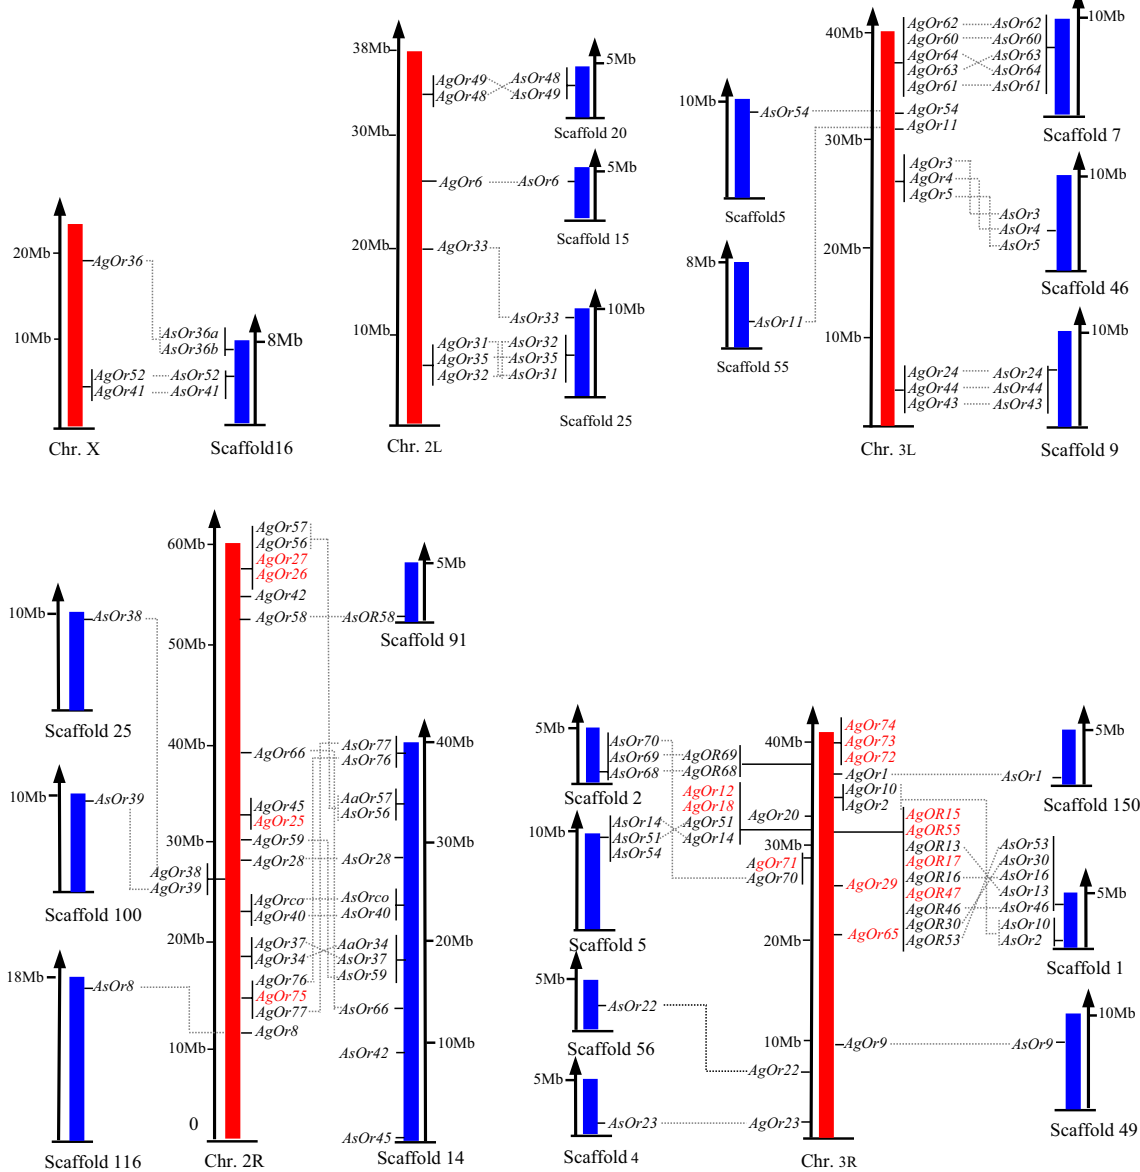 20Mb
10Mb
AgOr36
AsOr36a
AsOr36b
AgOr52
AsOr52
AgOr41
AsOr41
8Mb
Chr. X
Scaffold16
38Mb
30Mb
20Mb
10Mb
AgOr49
AsOr48
AgOr48
AsOr49
5Mb
Scaffold 20
AgOr6
AsOr6
5Mb
Scaffold 15
AgOr33
AsOr33
AgOr31
AsOr32
AgOr35
AsOr35
AgOr32
AsOr31
10Mb
Scaffold 25
Chr. 2L
10Mb
AsOr54
Scaffold5
8Mb
AsOr11
Scaffold 55
40Mb
30Mb
20Mb
10Mb
AgOr62
AsOr62
AgOr60
AsOr60
AgOr64
AsOr63
AgOr63
AsOr64
AgOr61
AsOr61
10Mb
Scaffold 7
AgOr54
AgOr11
AgOr3
AgOr4
AgOr5
AsOr3
AsOr4
AsOr5
10Mb
Scaffold 46
AgOr24
AsOr24
AgOr44
AsOr44
AgOr43
AsOr43
10Mb
Scaffold 9
Chr. 3L
10Mb
AsOr38
Scaffold 25
10Mb
AsOr39
Scaffold 100
18Mb
AsOr8
Scaffold 116
60Mb
50Mb
40Mb
30Mb
20Mb
10Mb
0
AgOr38
AgOr39
AgOr57
AgOr56
AgOr27
AgOr26
AgOr42
AgOr58
AgOr66
AgOr45
AgOr25
AgOr59
AgOr28
AgOrco
AgOr40
AgOr37
AgOr34
AgOr76
AgOr75
AgOr77
AgOr8
Chr. 2R
AsOR58
5Mb
Scaffold 91
AsOr77
AsOr76
AaOr57
AsOr56
AsOr28
AsOrco
AsOr40
AaOr34
AsOr37
AsOr59
AsOr66
AsOr42
AsOr45
40Mb
30Mb
20Mb
10Mb
Scaffold 14
5Mb
AsOr70
AsOr69
AsOr68
Scaffold 2
10Mb
AsOr14
AsOr51
AsOr54
Scaffold 5
5Mb
AsOr22
Scaffold 56
5Mb
AsOr23
Scaffold 4
AgOR69
AgOR68
AgOr12
AgOr18
AgOr51
AgOr14
AgOr20
AgOr71
AgOr70
AgOr22
AgOr23
40Mb
30Mb
20Mb
10Mb
AgOr74
AgOr73
AgOr72
AgOr1
AgOr10
AgOr2
AgOR15
AgOR55
AgOR13
AgOR17
AgOR16
AgOR47
AgOR46
AgOR30
AgOR53
AgOr29
AgOr65
AgOr9
Chr. 3R
AsOr1
5Mb
Scaffold 150
AsOr53
AsOr30
AsOr16
AsOr13
AsOr46
AsOr10
AsOr2
5Mb
Scaffold 1
AsOr9
10Mb
Scaffold 49